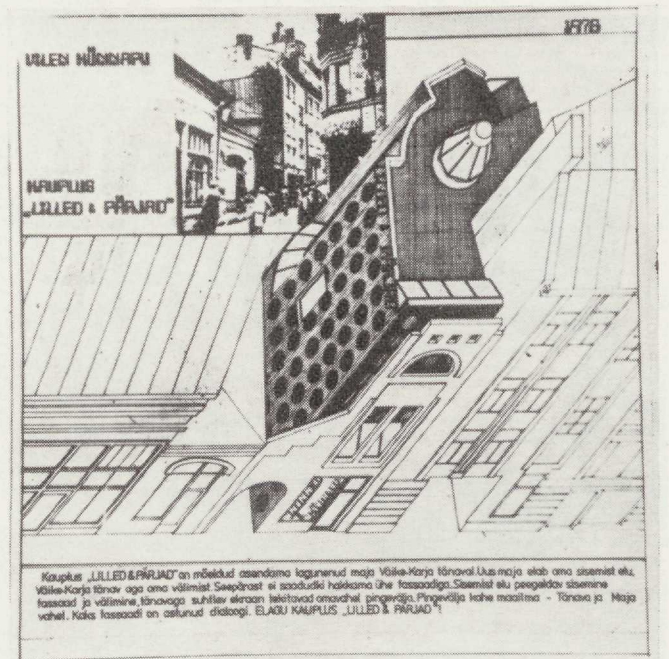 VILEN KÜNNAPU
1978
KAUPLUS
„LILLED & PÄRJAD”
Kauplus „LILLED & PÄRJAD” on mõeldud asendama lagunenud maja Väike-Karja tänaval. Uus maja elab oma sisemist elu,
Väike-Karja tänav aga oma välimist. Seepärast ei saadudki hakkama ühe fassaadiga. Sisemist elu peegeldav sisemine
fassaad ja välimine, tänavaga suhtlev ekraan tekitavad omavahel pingevälja. Pingevälja kahe maailma - Tänava ja Maja
vahel. Kaks fassaadi on astunud dialoogi. ELAGU KAUPLUS „LILLED & PÄRJAD”!